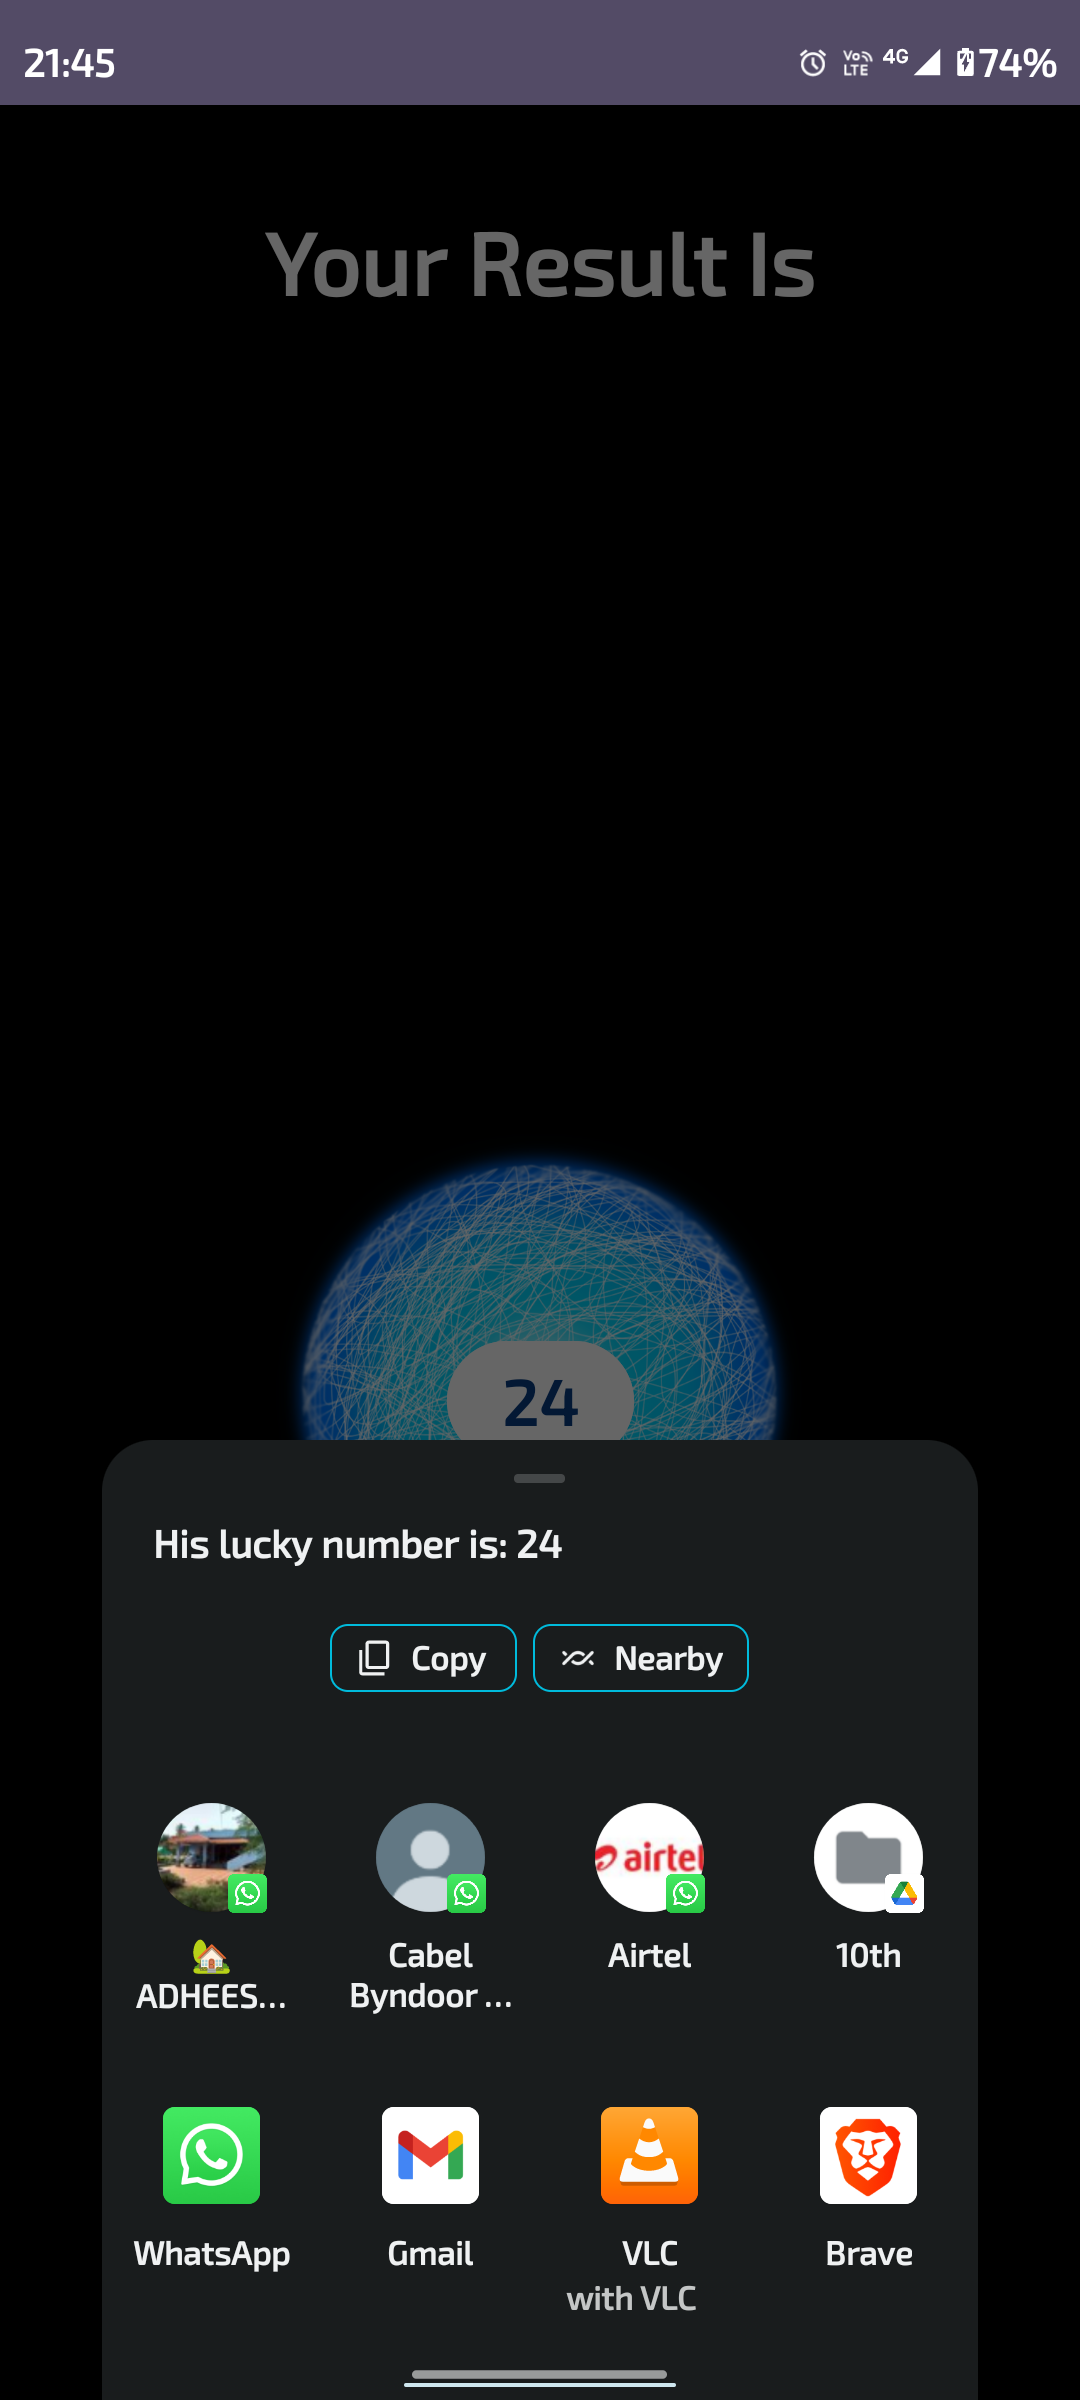 21:45
Vo LTE 4G 74%
Your Result Is
24
His lucky number is: 24
Copy Nearby
airtel
🏡 ADHEES...
Cabel Byndoor ...
Airtel
10th
WhatsApp
Gmail
VLC
with VLC
Brave